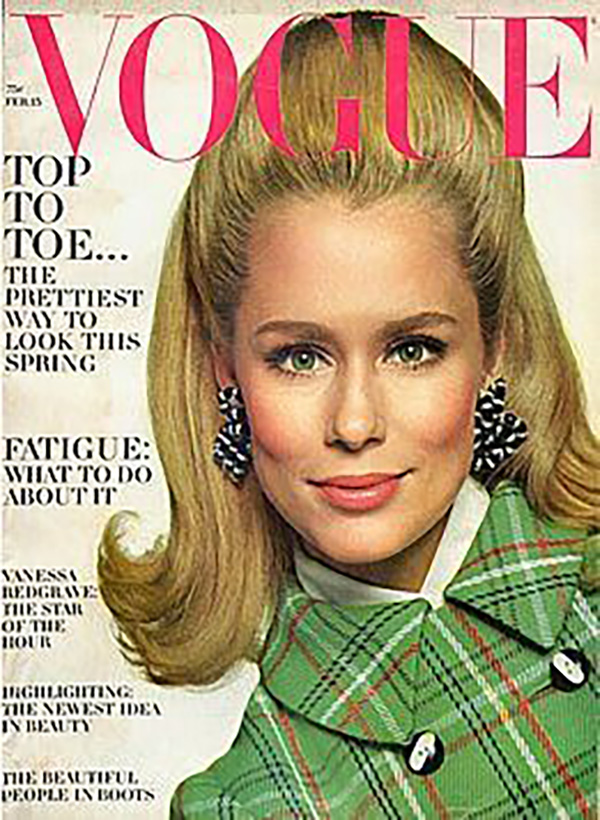 VOGUE
75¢
FEB.15
TOP
TO
TOE...
THE
PRETTIEST
WAY TO
LOOK THIS
SPRING
FATIGUE:
WHAT TO DO
ABOUT IT
VANESSA
REDGRAVE:
THE STAR
OF THE
HOUR
HIGHLIGHTING:
THE NEWEST IDEA
IN BEAUTY
THE BEAUTIFUL
PEOPLE IN BOOTS